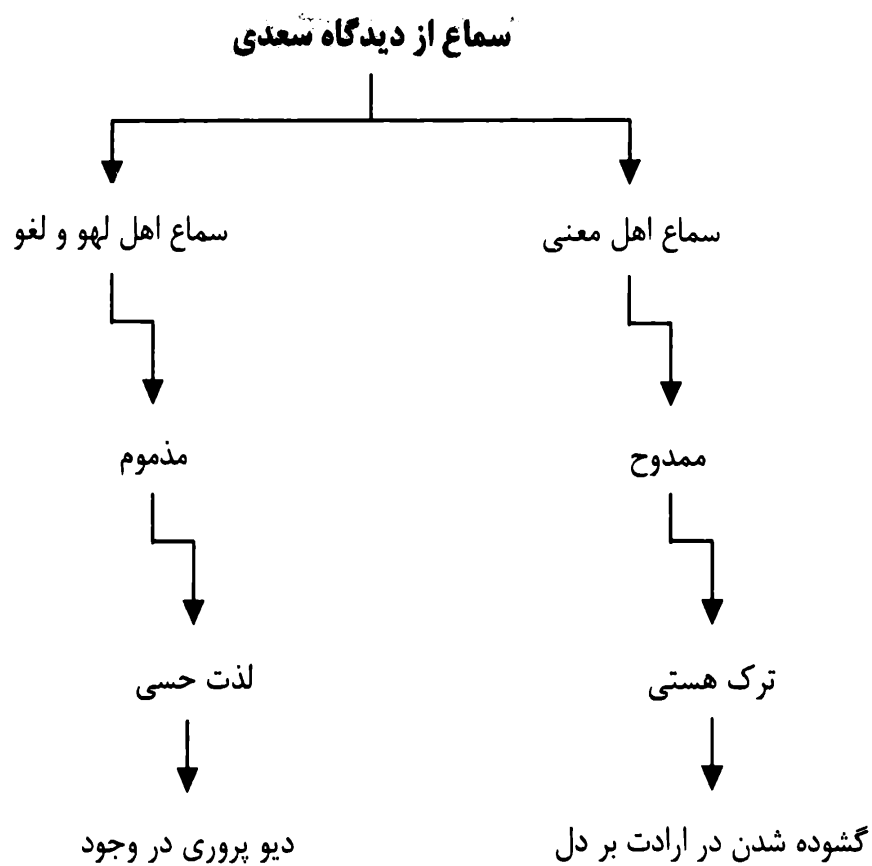 سماع از دیدگاه سعدی
سماع اهل معنی
سماع اهل لهو و لغو
ممدوح
مذموم
ترک هستی
لذت حسی
گشوده شدن در ارادت بر دل
دیو پروری در وجود